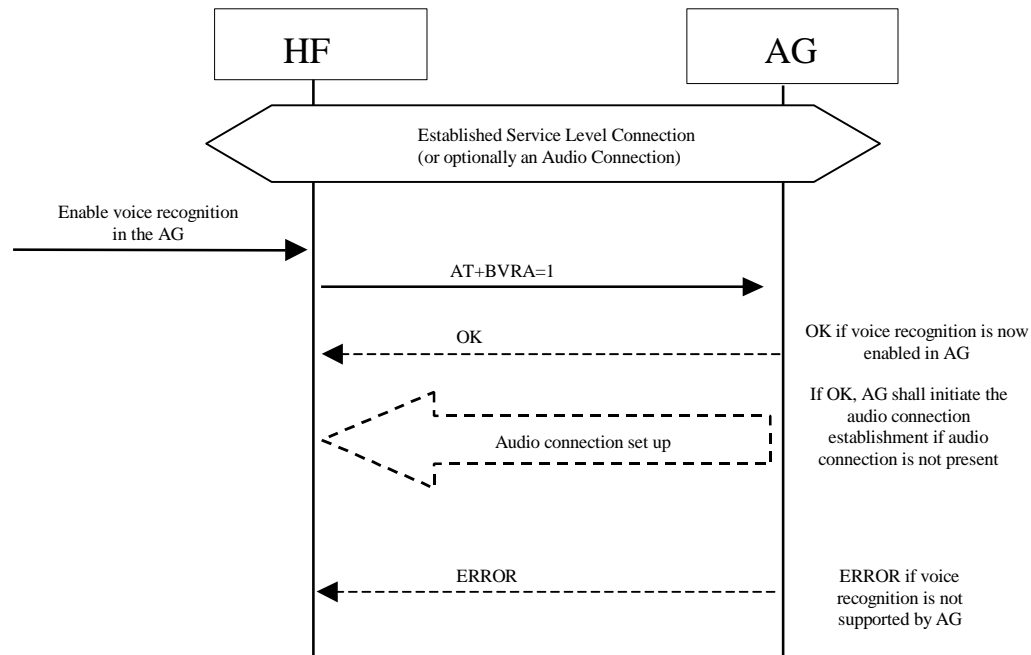 HF
AG
Established Service Level Connection
(or optionally an Audio Connection)
Enable voice recognition
in the AG
AT+BVRA=1
OK
OK if voice recognition is now
enabled in AG
If OK, AG shall initiate the
audio connection
establishment if audio
connection is not present
Audio connection set up
ERROR
ERROR if voice
recognition is not
supported by AG